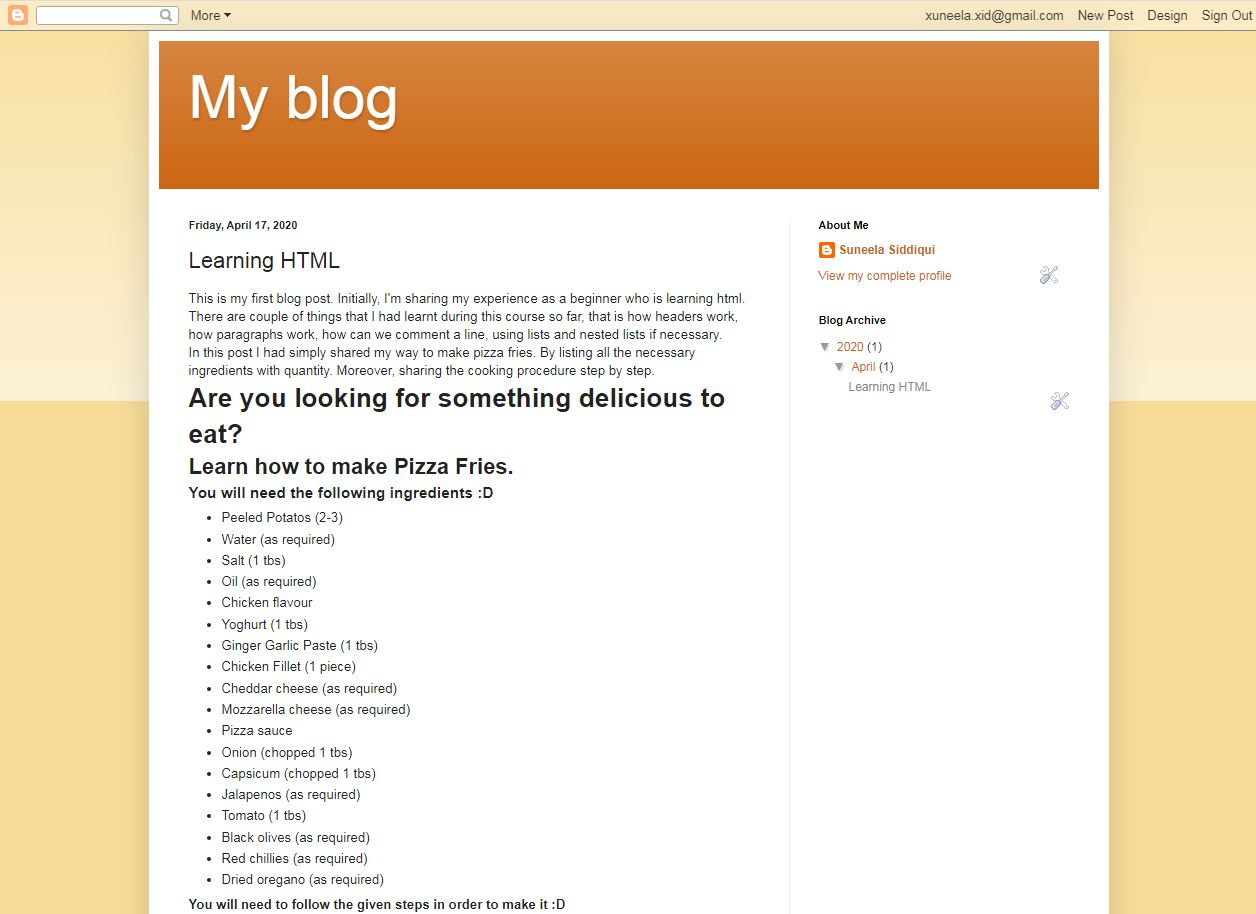 More
xuneela.xid@gmail.com New Post Design Sign Out
My blog
Friday, April 17, 2020
Learning HTML
This is my first blog post. Initially, I'm sharing my experience as a beginner who is learning html.
There are couple of things that I had learnt during this course so far, that is how headers work,
how paragraphs work, how can we comment a line, using lists and nested lists if necessary.
In this post I had simply shared my way to make pizza fries. By listing all the necessary
ingredients with quantity. Moreover, sharing the cooking procedure step by step.
Are you looking for something delicious to
eat?
Learn how to make Pizza Fries.
You will need the following ingredients :D
• Peeled Potatos (2-3)
• Water (as required)
• Salt (1 tbs)
• Oil (as required)
• Chicken flavour
• Yoghurt (1 tbs)
• Ginger Garlic Paste (1 tbs)
• Chicken Fillet (1 piece)
• Cheddar cheese (as required)
• Mozzarella cheese (as required)
• Pizza sauce
• Onion (chopped 1 tbs)
• Capsicum (chopped 1 tbs)
• Jalapenos (as required)
• Tomato (1 tbs)
• Black olives (as required)
• Red chillies (as required)
• Dried oregano (as required)
You will need to follow the given steps in order to make it :D
About Me
Suneela Siddiqui
View my complete profile
Blog Archive
▼ 2020 (1)
▼ April (1)
Learning HTML